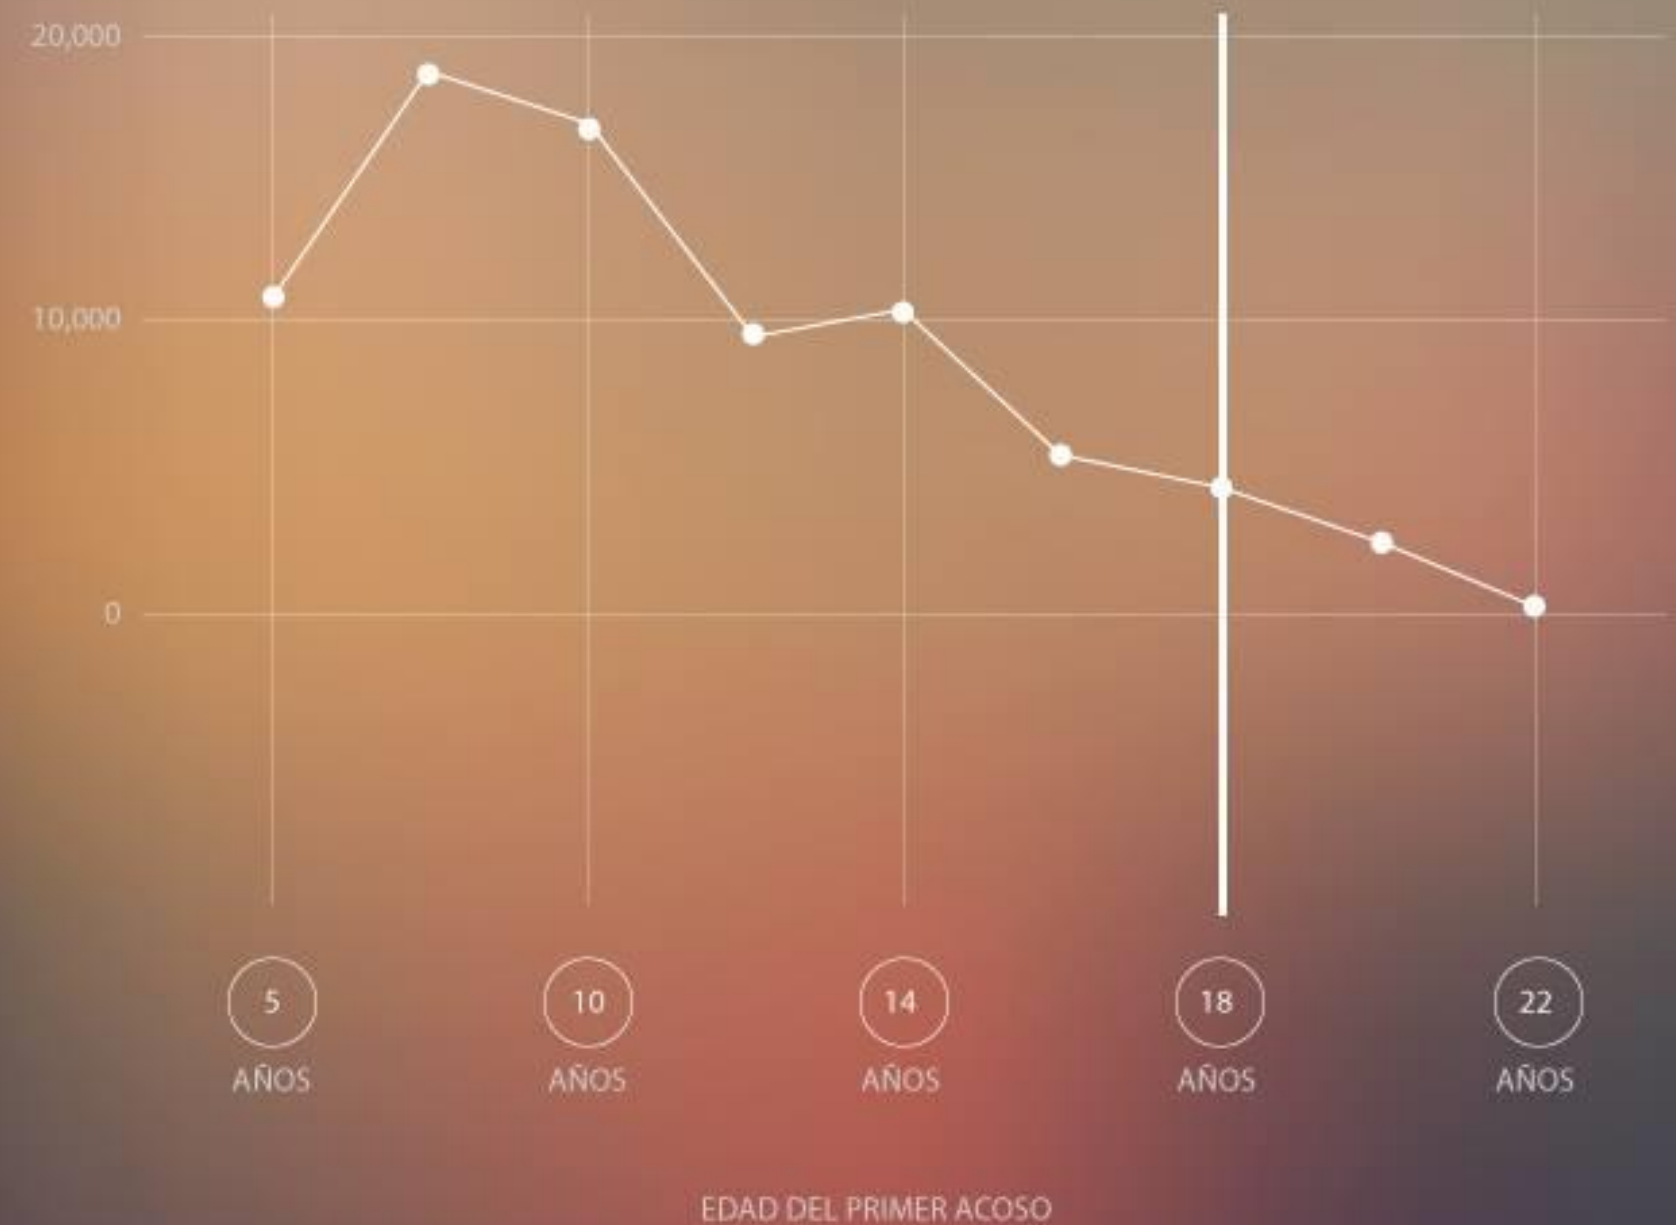 20,000
10,000
0
5 10 14 18 22
AÑOS AÑOS AÑOS AÑOS AÑOS
EDAD DEL PRIMER ACOSO